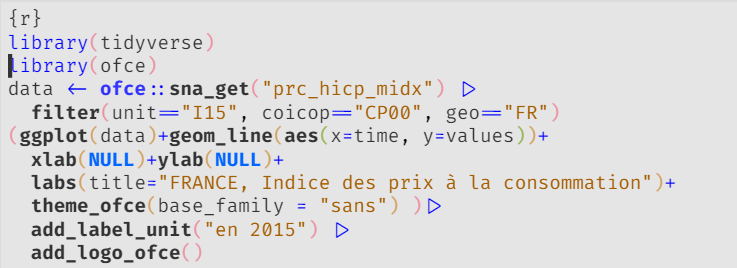 {r}
library(tidyverse)
library(ofce)
data <- ofce::sna_get("prc_hicp_midx") |>
  filter(unit=="I15", coicop=="CP00", geo=="FR")
(ggplot(data)+geom_line(aes(x=time, y=values))+
  xlab(NULL)+ylab(NULL)+
  labs(title="FRANCE, Indice des prix à la consommation")+
  theme_ofce(base_family = "sans") )|>
  add_label_unit("en 2015") |>
  add_logo_ofce()